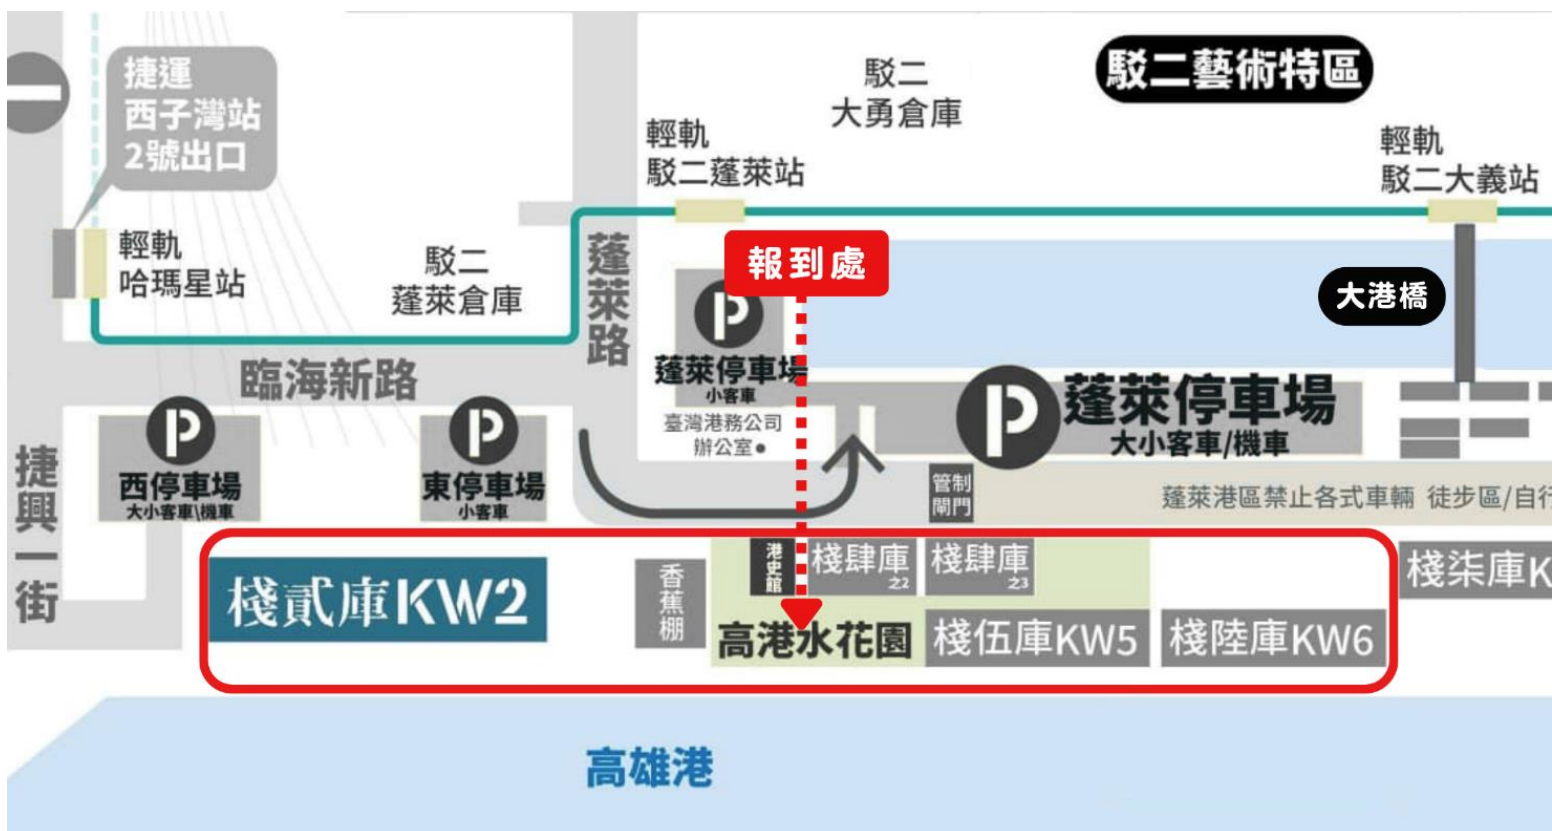 捷運
西子灣站
2號出口
駁二
大勇倉庫
駁二藝術特區
輕軌
駁二蓬萊站
輕軌
駁二大義站
輕軌
哈瑪星站
駁二
蓬萊倉庫
蓬萊路
報到處
大港橋
P
蓬萊停車場
小客車
臺灣港務公司
辦公室
臨海新路
P
蓬萊停車場
大小客車/機車
P
西停車場
大小客車\機車
P
東停車場
小客車
捷興一街
管制
閘門
蓬萊港區禁止各式車輛 徒步區/自行
棧貳庫KW2
香蕉棚
港史館
棧肆庫
之2
棧肆庫
之3
棧柒庫K
高港水花園
棧伍庫KW5
棧陸庫KW6
高雄港